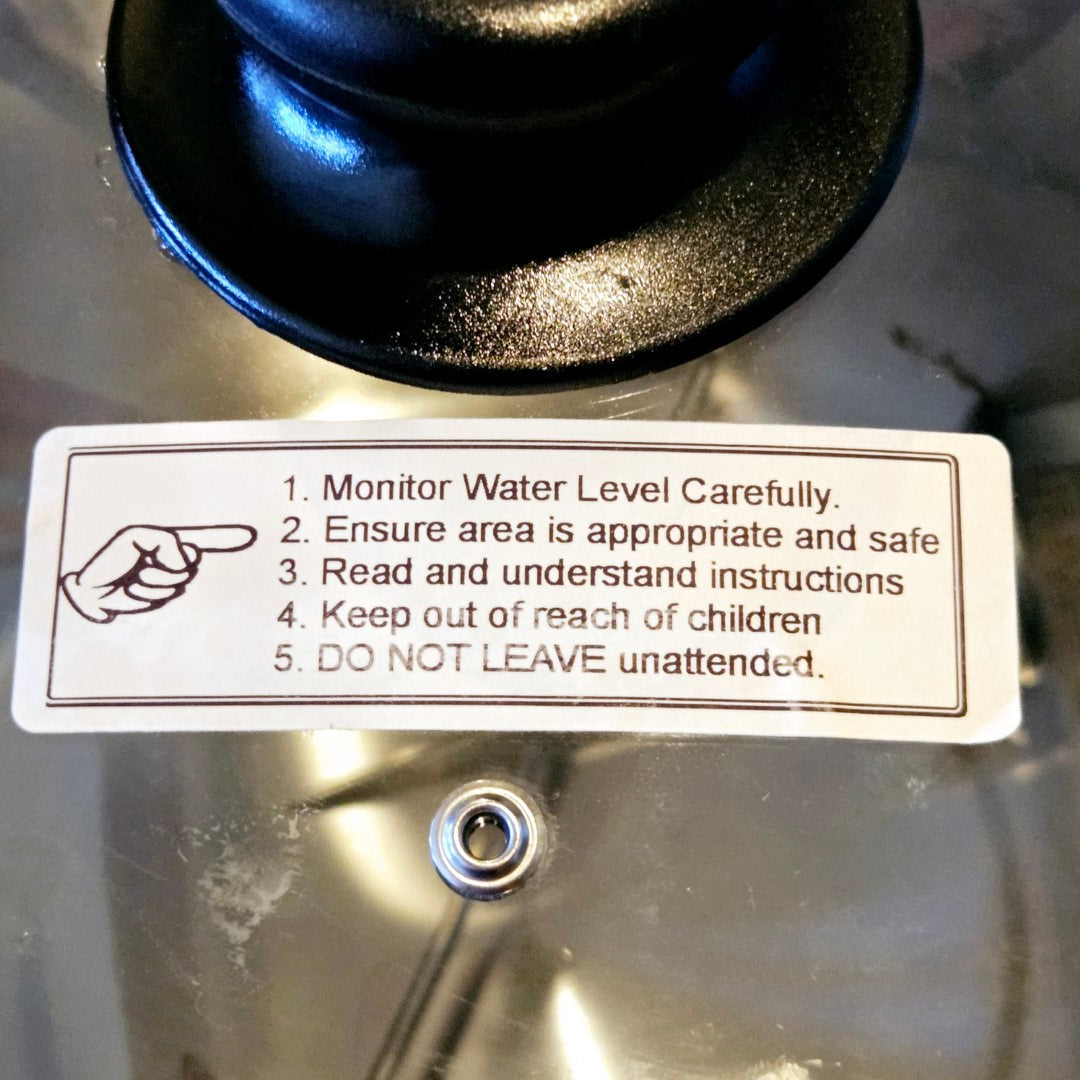 1. Monitor Water Level Carefully.
2. Ensure area is appropriate and safe
3. Read and understand instructions
4. Keep out of reach of children
5. DO NOT LEAVE unattended.